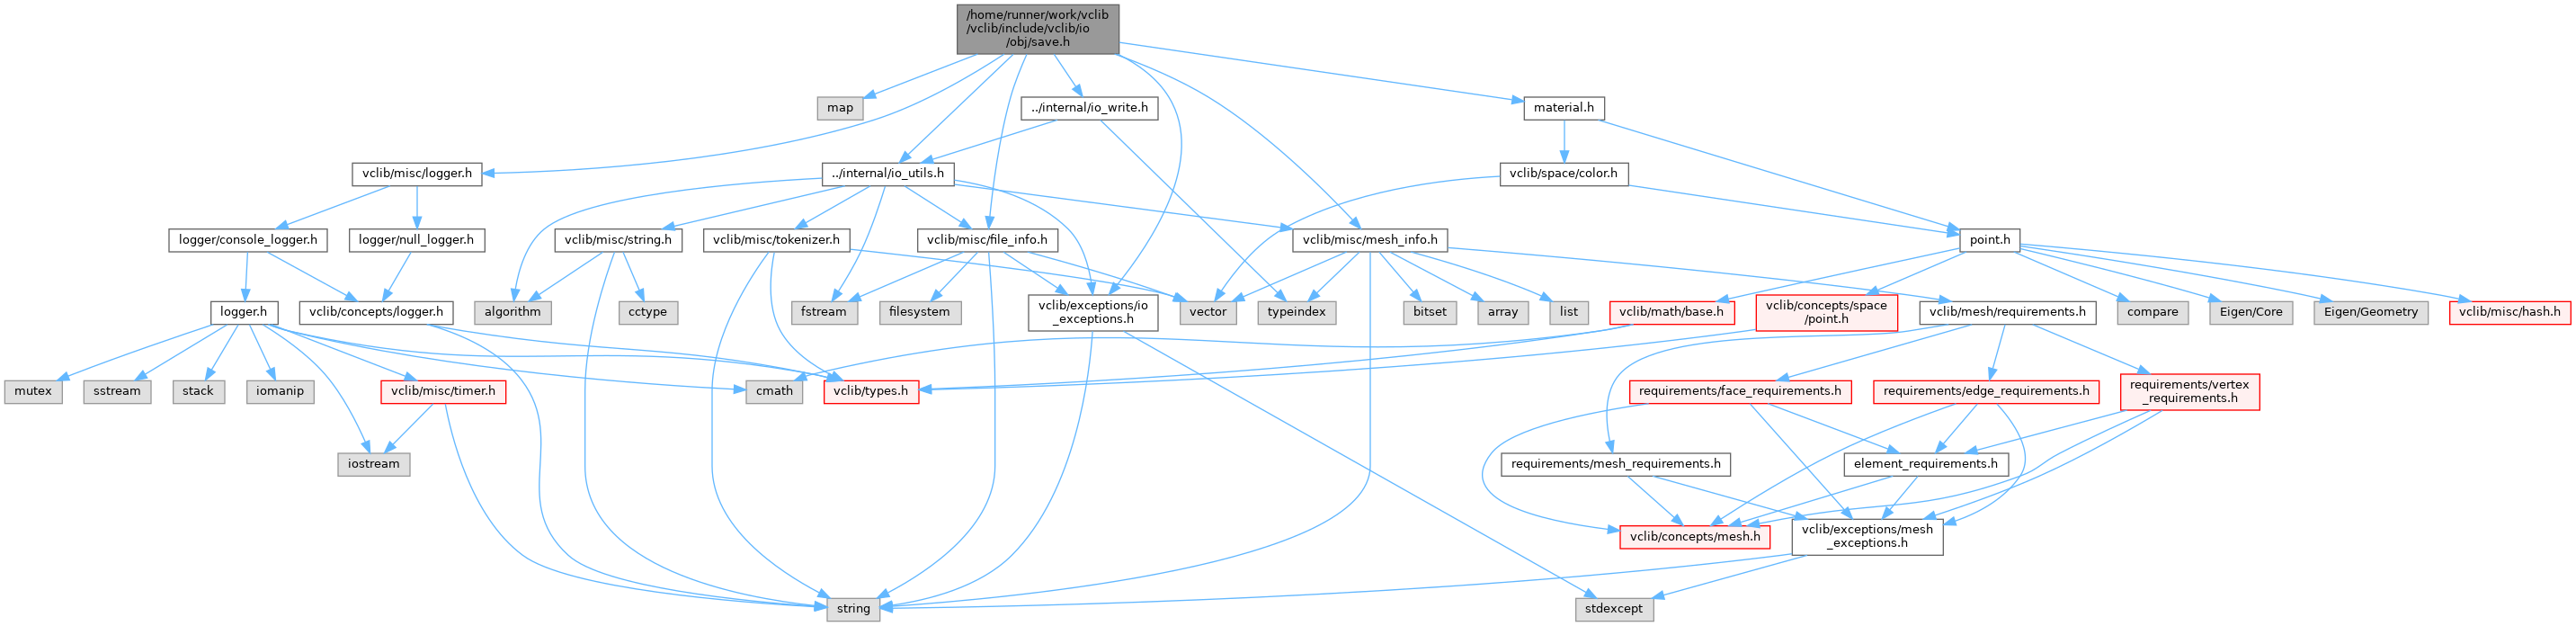 /home/runner/work/vclib
/vclib/include/vclib/io
/obj/save.h
map
../internal/io_write.h
material.h
vclib/misc/logger.h
../internal/io_utils.h
vclib/space/color.h
logger/console_logger.h
logger/null_logger.h
vclib/misc/string.h
vclib/misc/tokenizer.h
vclib/misc/file_info.h
vclib/misc/mesh_info.h
point.h
logger.h
vclib/concepts/logger.h
algorithm
cctype
fstream
filesystem
vclib/exceptions/io
_exceptions.h
vector
typeindex
bitset
array
list
vclib/math/base.h
vclib/concepts/space
/point.h
vclib/mesh/requirements.h
compare
Eigen/Core
Eigen/Geometry
vclib/misc/hash.h
mutex
sstream
stack
iomanip
vclib/misc/timer.h
cmath
vclib/types.h
requirements/face_requirements.h
requirements/edge_requirements.h
requirements/vertex
_requirements.h
iostream
requirements/mesh_requirements.h
element_requirements.h
vclib/concepts/mesh.h
vclib/exceptions/mesh
_exceptions.h
string
stdexcept